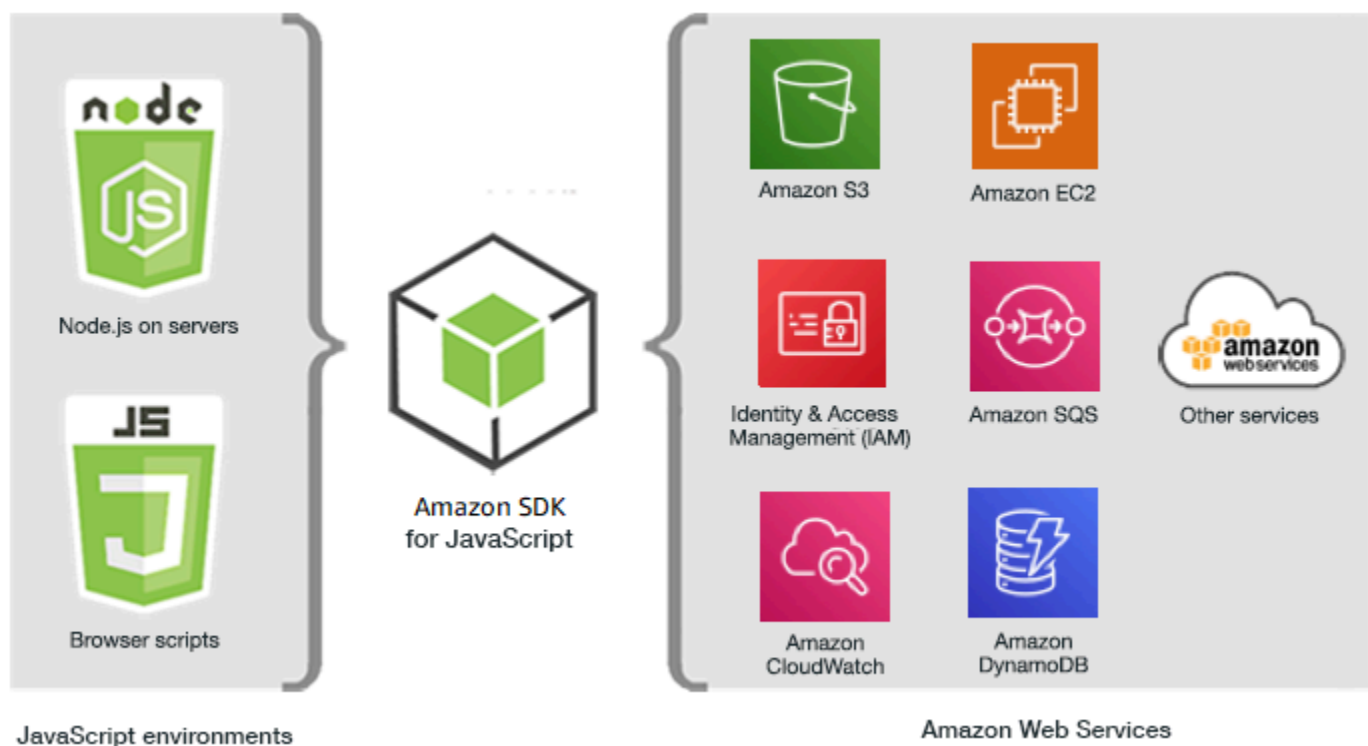 node
JS
Node.js on servers
JS
Browser scripts
JavaScript environments
Amazon SDK
for JavaScript
Amazon S3
Amazon EC2
Identity & Access
Management (IAM)
Amazon SQS
amazon
webservices
Other services
Amazon
CloudWatch
Amazon
DynamoDB
Amazon Web Services